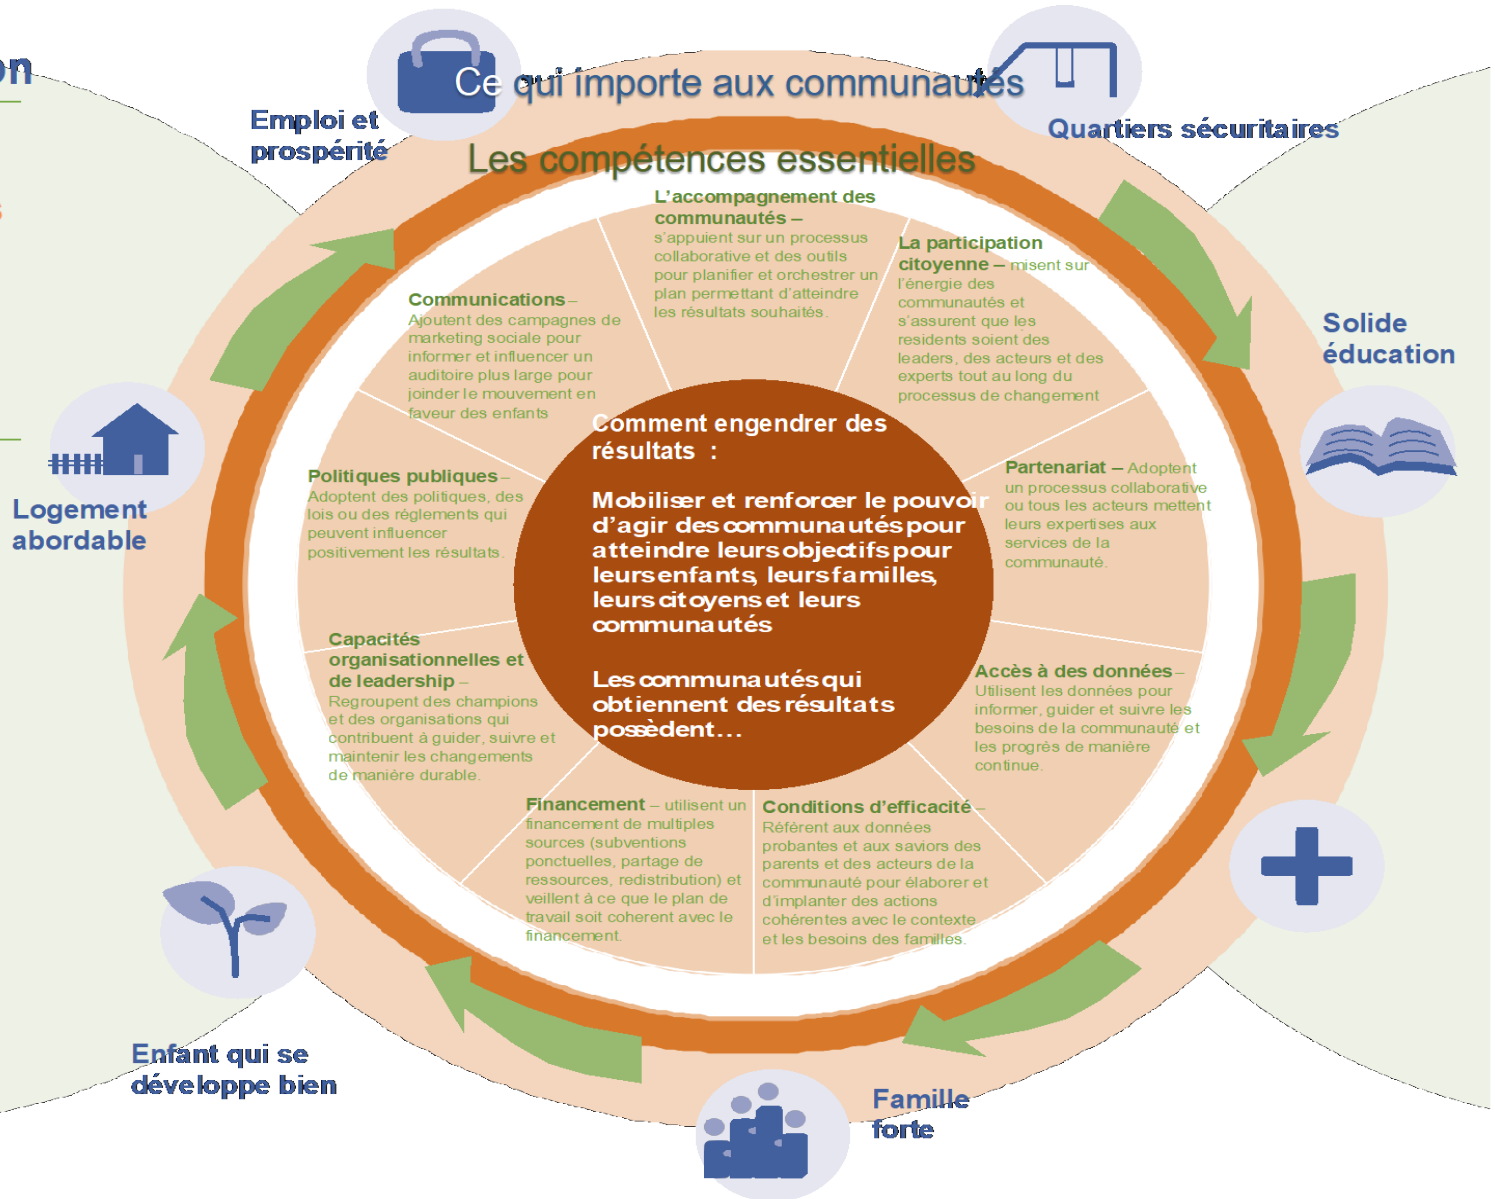 on
s
Ce qui importe aux communautés
Emploi et
prospérité
Quartiers sécuritaires
Les compétences essentielles
L’accompagnement des
communautés –
s’appuient sur un processus
collaborative et des outils
pour planifier et orchestrer un
plan permettant d’atteindre
les résultats souhaités.
La participation
citoyenne – misent sur
l’énergie des
communautés et
s’assurent que les
residents soient des
leaders, des acteurs et des
experts tout au long du
processus de changement
Communications –
Ajoutent des campagnes de
marketing sociale pour
informer et influencer un
auditoire plus large pour
joinder le mouvement en
faveur des enfants
Solide
éducation
Comment engendrer des
résultats :
Mobiliser et renforcer le pouvoir
d’agir des communautés pour
atteindre leurs objectifs pour
leurs enfants, leurs familles,
leurs citoyens et leurs
communautés
Les communautés qui
obtiennent des résultats
possèdent…
Partenariat – Adoptent
un processus collaborative
ou tous les acteurs mettent
leurs expertises aux
services de la
communauté.
Politiques publiques –
Adoptent des politiques, des
lois ou des réglements qui
peuvent influencer
positivement les résultats.
Logement
abordable
Capacités
organisationnelles et
de leadership –
Regroupent des champions
et des organisations qui
contribuent à guider, suivre et
maintenir les changements
de manière durable.
Accès à des données –
Utilisent les données pour
informer, guider et suivre les
besoins de la communauté et
les progrès de manière
continue.
Financement – utilisent un
financement de multiples
sources (subventions
ponctuelles, partage de
ressources, redistribution) et
veillent à ce que le plan de
travail soit coherent avec le
financement.
Conditions d’efficacité –
Référent aux données
probantes et aux saviors des
parents et des acteurs de la
communauté pour élaborer et
d’implanter des actions
cohérentes avec le contexte
et les besoins des familles.
Enfant qui se
développe bien
Famille
forte